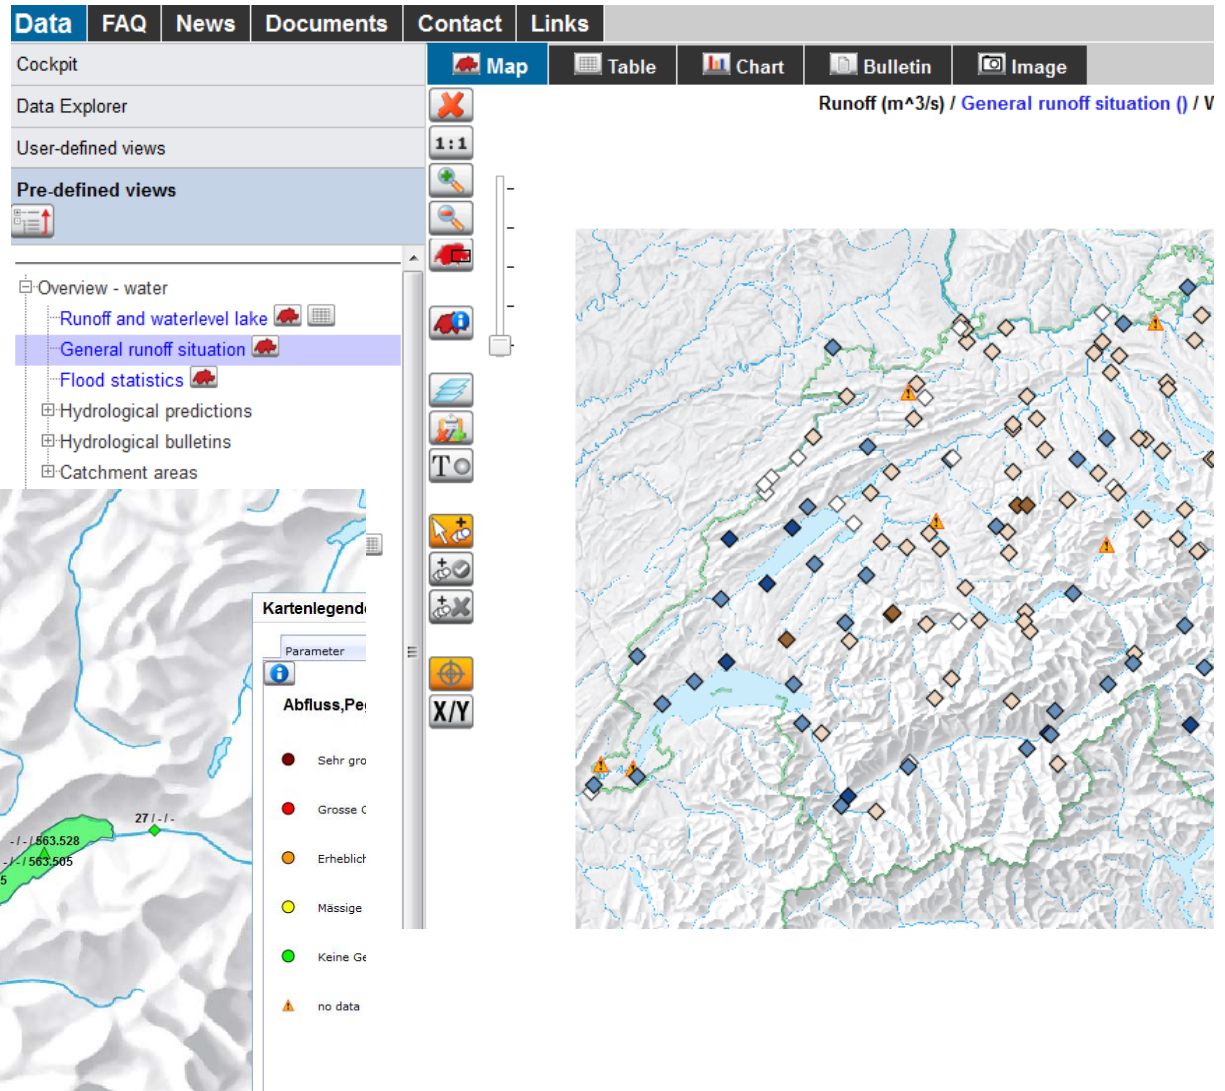 Data FAQ News Documents Contact Links
Cockpit
Data Explorer
User-defined views
Pre-defined views
Map Table Chart Bulletin Image
Runoff (m^3/s) / General runoff situation () /
1:1
T
X/Y
Overview - water
Runoff and waterlevel lake
General runoff situation
Flood statistics
Hydrological predictions
Hydrological bulletins
Catchment areas
Kartenlegende
Parameter
Abfluss,Peg
Sehr gro
Grosse G
Erheblich
Mässige
Keine Ge
no data
27 / - / -
- / - / 563.528
- / - / 563.505
5